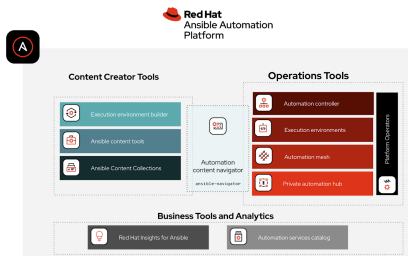 Red Hat
Ansible Automation
Platform
A
Content Creator Tools
Operations Tools
Execution environment builder
Ansible content tools
Ansible Content Collections
Automation
content navigator
ansible-navigator
Automation controller
Execution environments
Automation mesh
Private automation hub
Platform Operators
Business Tools and Analytics
Red Hat Insights for Ansible
Automation services catalog